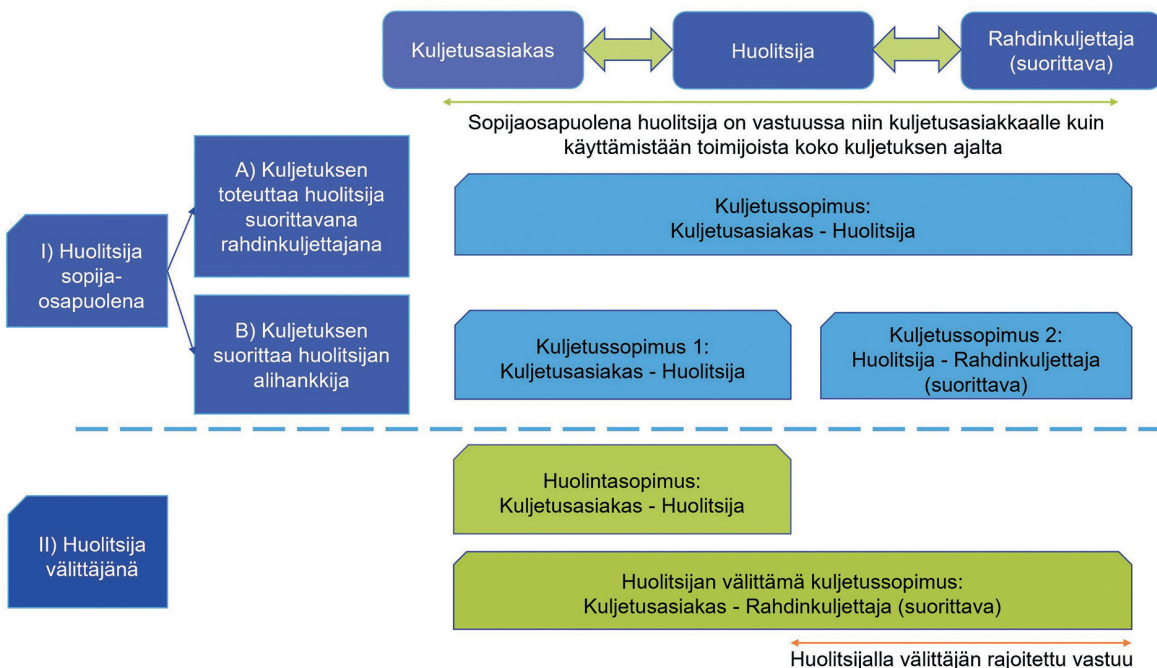 Kuljetusasiakas
Huolitsija
Rahdinkuljettaja
(suorittava)
Sopijaosapuolena huolitsija on vastuussa niin kuljetusasiakkaalle kuin
käyttämistään toimijoista koko kuljetuksen ajalta
I) Huolitsija
sopija-
osapuolena
A) Kuljetuksen
toteuttaa huolitsija
suorittavana
rahdinkuljettajana
Kuljetussopimus:
Kuljetusasiakas - Huolitsija
B) Kuljetuksen
suorittaa huolitsijan
alihankkija
Kuljetussopimus 1:
Kuljetusasiakas - Huolitsija
Kuljetussopimus 2:
Huolitsija - Rahdinkuljettaja
(suorittava)
II) Huolitsija
välittäjänä
Huolintasopimus:
Kuljetusasiakas - Huolitsija
Huolitsijan välittämä kuljetussopimus:
Kuljetusasiakas - Rahdinkuljettaja (suorittava)
Huolitsijalla välittäjän rajoitettu vastuu